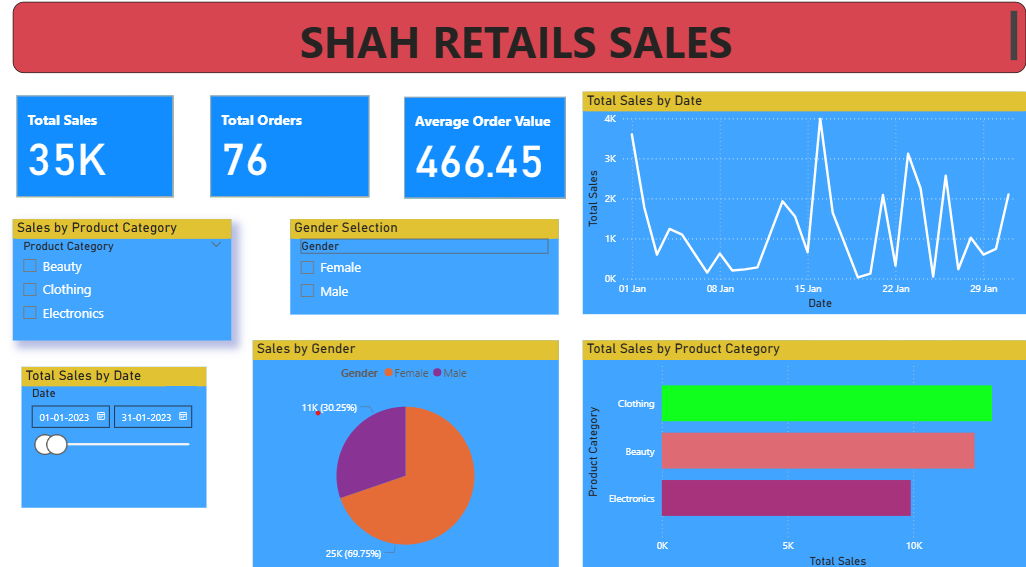 SHAH RETAILS SALES
Total Sales
35K
Total Orders
76
Average Order Value
466.45
Total Sales by Date
Total Sales
4K
3K
2K
1K
0K
01 Jan
08 Jan
15 Jan
22 Jan
29 Jan
Date
Sales by Product Category
Product Category
Beauty
Clothing
Electronics
Gender Selection
Gender
Female
Male
Total Sales by Date
Date
01-01-2023
31-01-2023
Sales by Gender
Gender Female Male
11K (30.25%)
25K (69.75%)
Total Sales by Product Category
Product Category
Clothing
Beauty
Electronics
0K
5K
10K
Total Sales